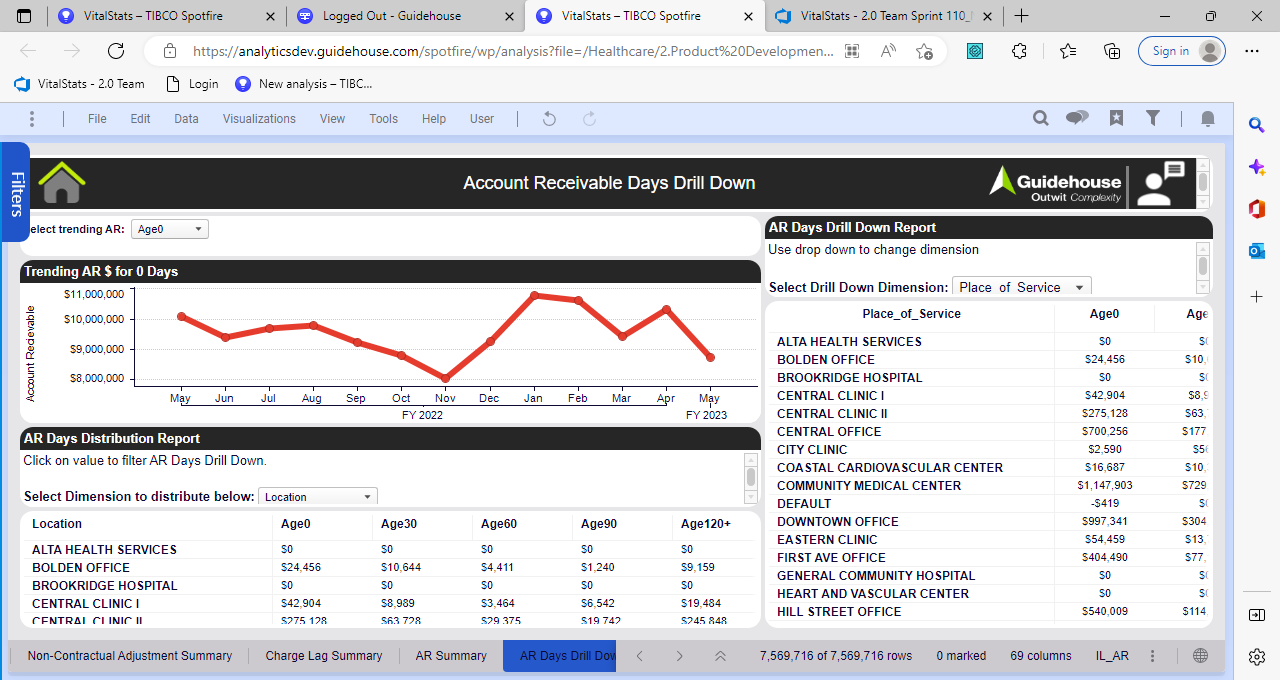 VitalStats – TIBCO Spotfire
Logged Out - Guidehouse
VitalStats – TIBCO Spotfire
VitalStats - 2.0 Team Sprint 110_
https://analyticsdev.guidehouse.com/spotfire/wp/analysis?file=/Healthcare/2.Product%20Developmen...
Sign in
VitalStats - 2.0 Team
Login
New analysis – TIBC...
File Edit Data Visualizations View Tools Help User
Filters
Account Receivable Days Drill Down
Guidehouse
Outwit Complexity
elect trending AR: Age0
Trending AR $ for 0 Days
Account Recievable
$11,000,000
$10,000,000
$9,000,000
$8,000,000
May Jun Jul Aug Sep Oct Nov Dec Jan Feb Mar Apr May
FY 2022 FY 2023
AR Days Distribution Report
Click on value to filter AR Days Drill Down.
Select Dimension to distribute below: Location
Location Age0 Age30 Age60 Age90 Age120+
ALTA HEALTH SERVICES $0 $0 $0 $0 $0
BOLDEN OFFICE $24,456 $10,644 $4,411 $1,240 $9,159
BROOKRIDGE HOSPITAL $0 $0 $0 $0 $0
CENTRAL CLINIC I $42,904 $8,989 $3,464 $6,542 $19,484
CENTRAL CLINIC II $275,128 $63,728 $29,375 $19,742 $245,848
AR Days Drill Down Report
Use drop down to change dimension
Select Drill Down Dimension: Place_of_Service
Place_of_Service Age0 Age
ALTA HEALTH SERVICES $0 $0
BOLDEN OFFICE $24,456 $10,
BROOKRIDGE HOSPITAL $0 $0
CENTRAL CLINIC I $42,904 $8,9
CENTRAL CLINIC II $275,128 $63,
CENTRAL OFFICE $700,256 $177
CITY CLINIC $2,590 $5
COASTAL CARDIOVASCULAR CENTER $16,687 $10,
COMMUNITY MEDICAL CENTER $1,147,903 $729
DEFAULT -$419 $0
DOWNTOWN OFFICE $997,341 $304
EASTERN CLINIC $54,459 $13,
FIRST AVE OFFICE $404,490 $77,
GENERAL COMMUNITY HOSPITAL $0 $0
HEART AND VASCULAR CENTER $0 $0
HILL STREET OFFICE $540,009 $114
Non-Contractual Adjustment Summary Charge Lag Summary AR Summary AR Days Drill Dow 7,569,716 of 7,569,716 rows 0 marked 69 columns IL_AR